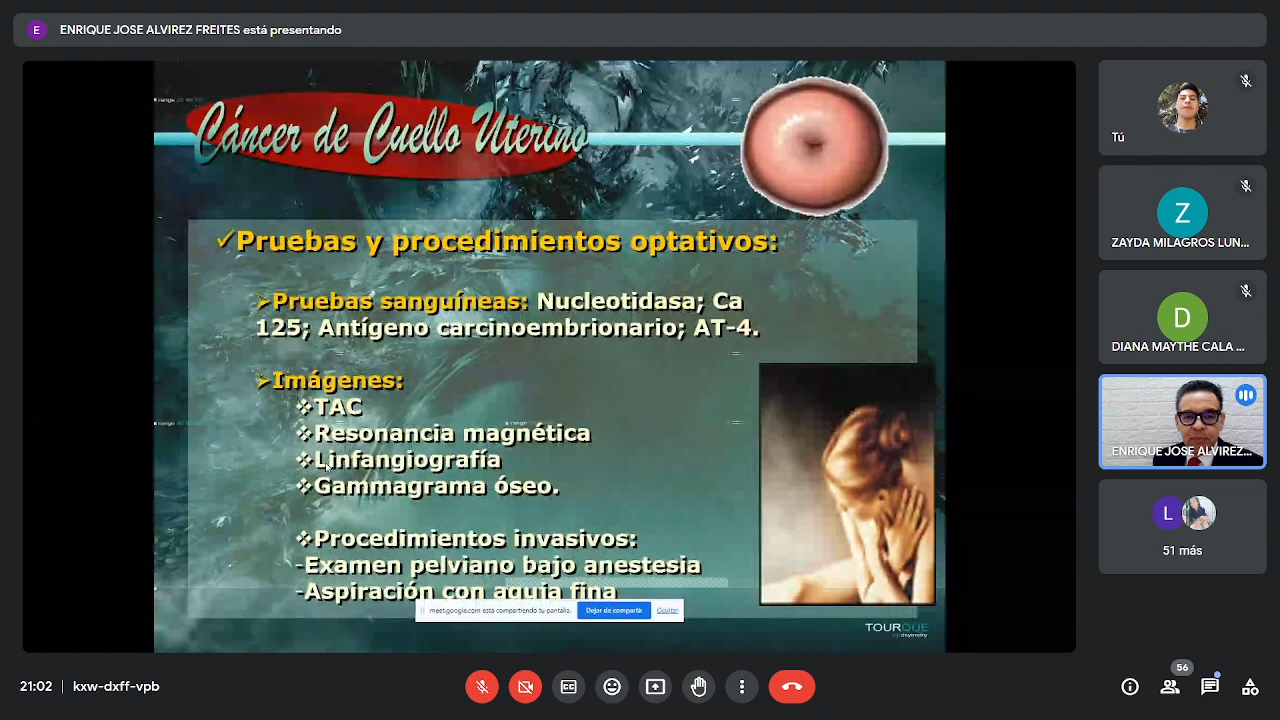 E ENRIQUE JOSE ALVIREZ FREITES está presentando
Cáncer de Cuello Uterino
✓Pruebas y procedimientos optativos:
➢Pruebas sanguíneas: Nucleotidasa; Ca
125; Antígeno carcinoembrionario; AT-4.
➢Imágenes:
❖TAC
❖Resonancia magnética
❖Linfangiografía
❖Gammagrama óseo.
❖Procedimientos invasivos:
-Examen pelviano bajo anestesia
-Aspiración con aguja fina
meet.google.com está compartiendo tu pantalla. Dejar de compartir Ocultar
TOURQUE
Tú
Z
ZAYDA MILAGROS LUN...
D
DIANA MAYTHE CALA ...
ENRIQUE JOSE ALVIREZ...
L
51 más
21:02 | kxw-dxff-vpb
56